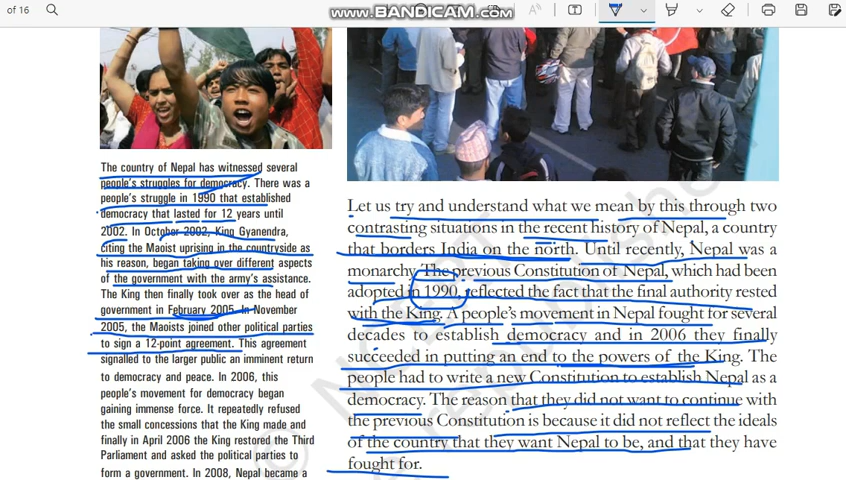 of 16
www.BANDICAM.com
The country of Nepal has witnessed several
people's struggles for democracy. There was a
people's struggle in 1990 that established
democracy that lasted for 12 years until
2002. In October 2002, King Gyanendra,
citing the Maoist uprising in the countryside as
his reason, began taking over different aspects
of the government with the army's assistance.
The King then finally took over as the head of
government in February 2005. In November
2005, the Maoists joined other political parties
to sign a 12-point agreement. This agreement
signalled to the larger public an imminent return
to democracy and peace. In 2006, this
people's movement for democracy began
gaining immense force. It repeatedly refused
the small concessions that the King made and
finally in April 2006 the King restored the Third
Parliament and asked the political parties to
form a government. In 2008, Nepal became a
Let us try and understand what we mean by this through two
contrasting situations in the recent history of Nepal, a country
that borders India on the north. Until recently, Nepal was a
monarchy. The previous Constitution of Nepal, which had been
adopted in 1990, reflected the fact that the final authority rested
with the King. A people's movement in Nepal fought for several
decades to establish democracy and in 2006 they finally
succeeded in putting an end to the powers of the King. The
people had to write a new Constitution to establish Nepal as a
democracy. The reason that they did not want to continue with
the previous Constitution is because it did not reflect the ideals
of the country that they want Nepal to be, and that they have
fought for.